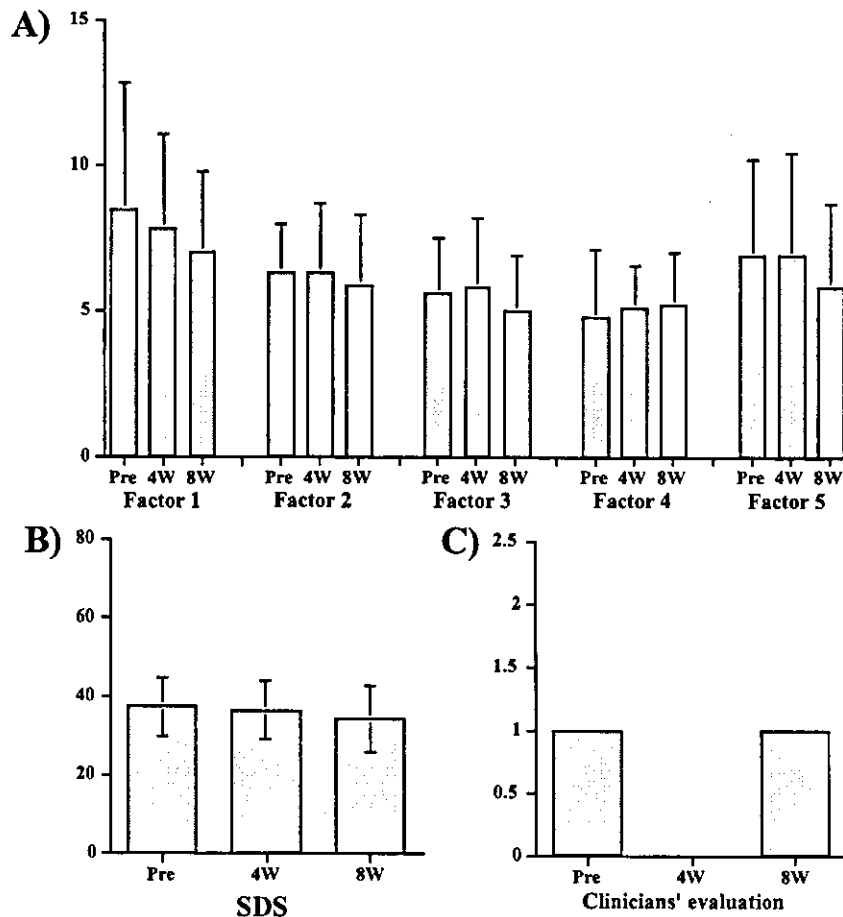 A)
15
10
5
0
Pre 4W 8W Pre 4W 8W Pre 4W 8W Pre 4W 8W Pre 4W 8W
Factor 1 Factor 2 Factor 3 Factor 4 Factor 5
B)
80
60
40
20
0
Pre 4W 8W
SDS
C)
2.5
2
1.5
1
0.5
0
Pre 4W 8W
Clinicians' evaluation